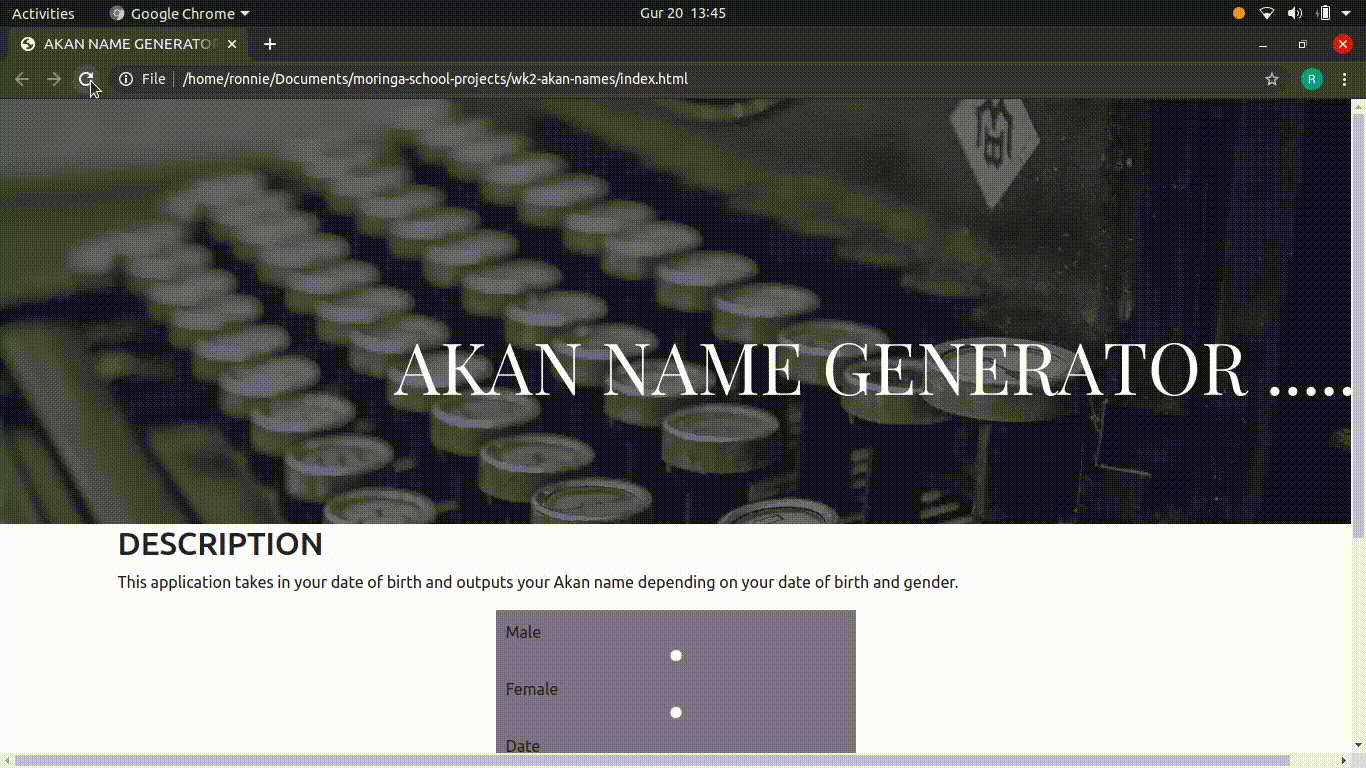 Activities
Google Chrome
Gur 20 13:45
AKAN NAME GENERATOR
File
/home/ronnie/Documents/moringa-school-projects/wk2-akan-names/index.html
R
AKAN NAME GENERATOR .....
DESCRIPTION
This application takes in your date of birth and outputs your Akan name depending on your date of birth and gender.
Male
Female
Date